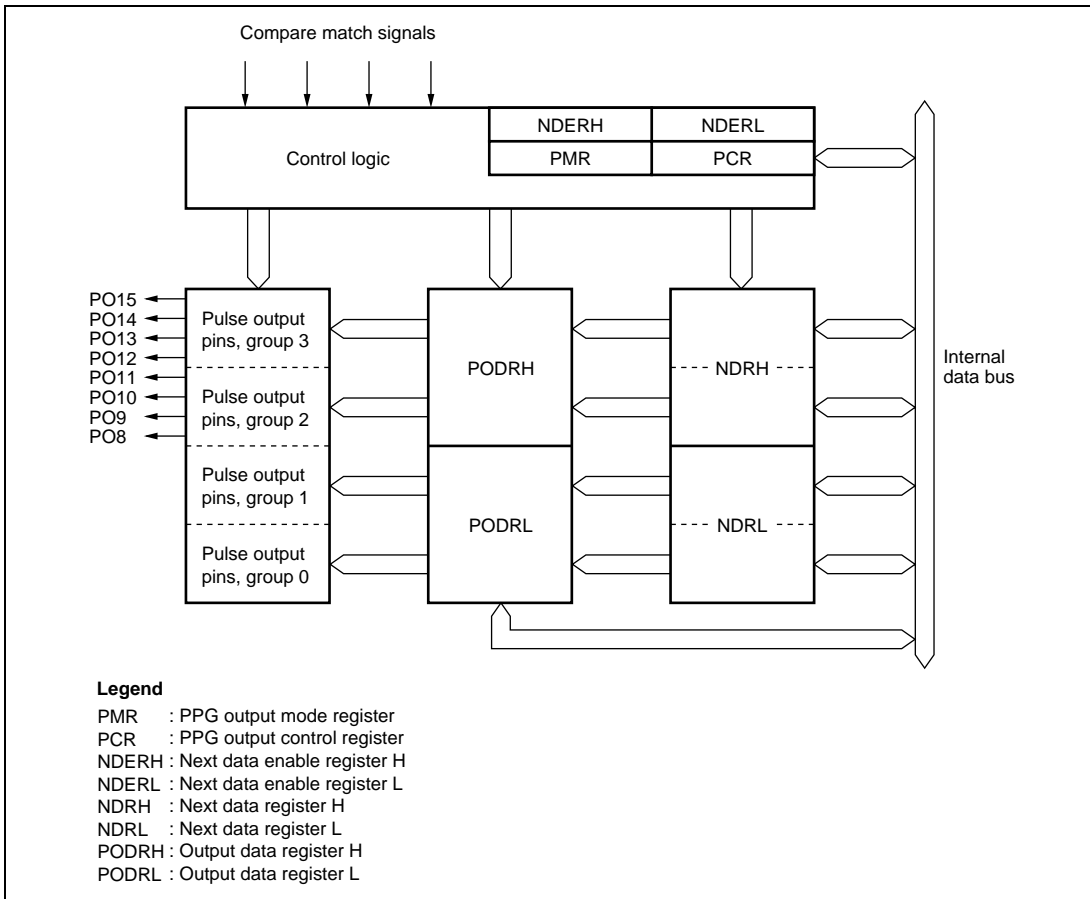 Compare match signals
NDERH NDERL
Control logic
PMR PCR
PO15
PO14
PO13
PO12
PO11
PO10
PO9
PO8
Pulse output
pins, group 3
Pulse output
pins, group 2
Pulse output
pins, group 1
Pulse output
pins, group 0
PODRH
PODRL
NDRH
NDRL
Internal
data bus
Legend
PMR : PPG output mode register
PCR : PPG output control register
NDERH : Next data enable register H
NDERL : Next data enable register L
NDRH : Next data register H
NDRL : Next data register L
PODRH : Output data register H
PODRL : Output data register L